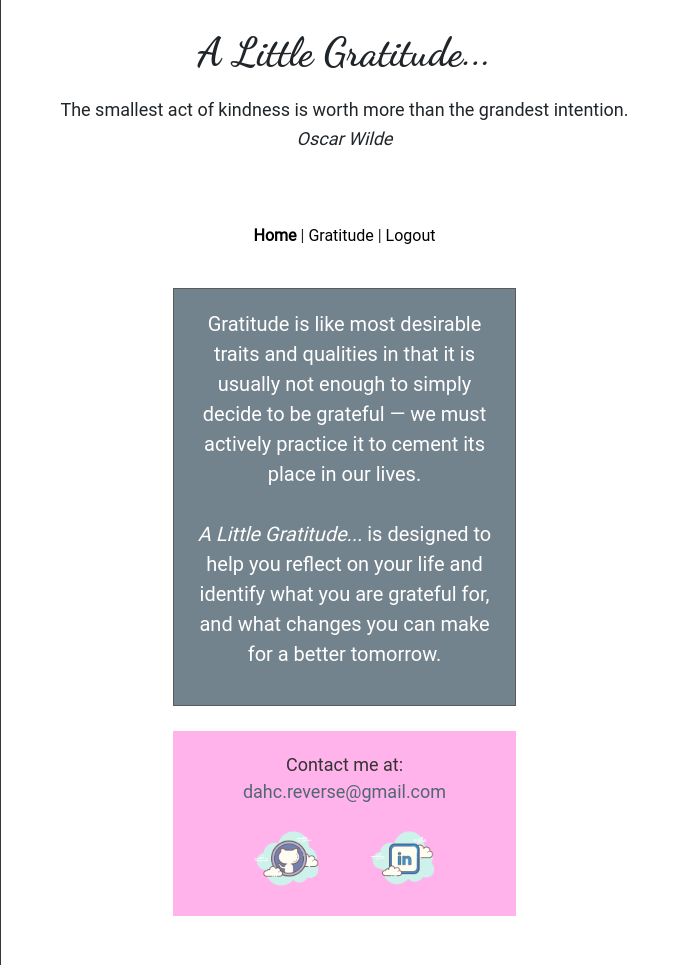 A Little Gratitude...
The smallest act of kindness is worth more than the grandest intention.
Oscar Wilde
Home | Gratitude | Logout
Gratitude is like most desirable
traits and qualities in that it is
usually not enough to simply
decide to be grateful — we must
actively practice it to cement its
place in our lives.
A Little Gratitude... is designed to
help you reflect on your life and
identify what you are grateful for,
and what changes you can make
for a better tomorrow.
Contact me at:
dahc.reverse@gmail.com
in